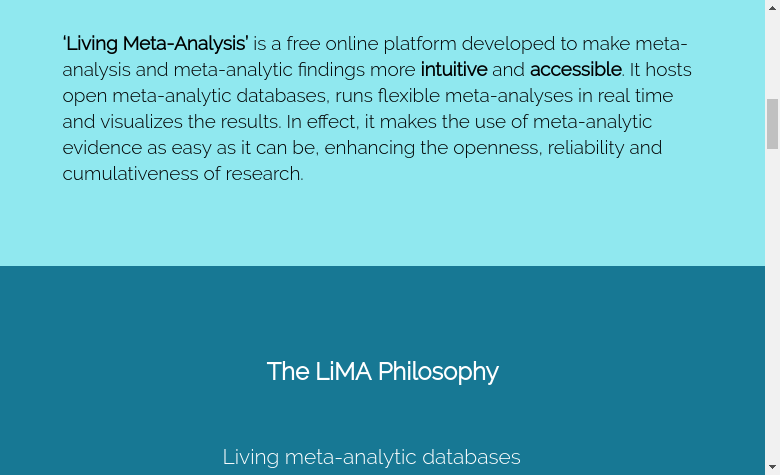 ‘Living Meta-Analysis’ is a free online platform developed to make meta-
analysis and meta-analytic findings more intuitive and accessible. It hosts
open meta-analytic databases, runs flexible meta-analyses in real time
and visualizes the results. In effect, it makes the use of meta-analytic
evidence as easy as it can be, enhancing the openness, reliability and
cumulativeness of research.
The LiMA Philosophy
Living meta-analytic databases